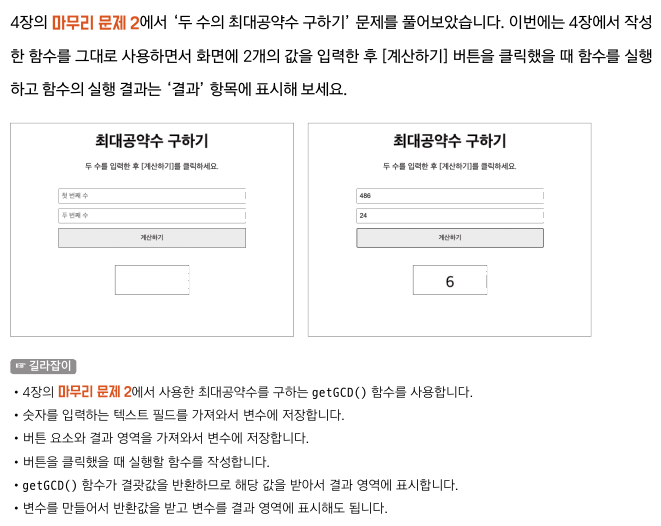 4장의 마무리 문제 2에서 ‘두 수의 최대공약수 구하기’ 문제를 풀어보았습니다. 이번에는 4장에서 작성
한 함수를 그대로 사용하면서 화면에 2개의 값을 입력한 후 [계산하기] 버튼을 클릭했을 때 함수를 실행
하고 함수의 실행 결과는 ‘결과’ 항목에 표시해 보세요.
최대공약수 구하기
두 수를 입력한 후 [계산하기]를 클릭하세요.
첫 번째 수
두 번째 수
계산하기
최대공약수 구하기
두 수를 입력한 후 [계산하기]를 클릭하세요.
486
24
계산하기
6
☞ 길라잡이
• 4장의 마무리 문제 2에서 사용한 최대공약수를 구하는 getGCD() 함수를 사용합니다.
• 숫자를 입력하는 텍스트 필드를 가져와서 변수에 저장합니다.
• 버튼 요소와 결과 영역을 가져와서 변수에 저장합니다.
• 버튼을 클릭했을 때 실행할 함수를 작성합니다.
• getGCD() 함수가 결괏값을 반환하므로 해당 값을 받아서 결과 영역에 표시합니다.
• 변수를 만들어서 반환값을 받고 변수를 결과 영역에 표시해도 됩니다.